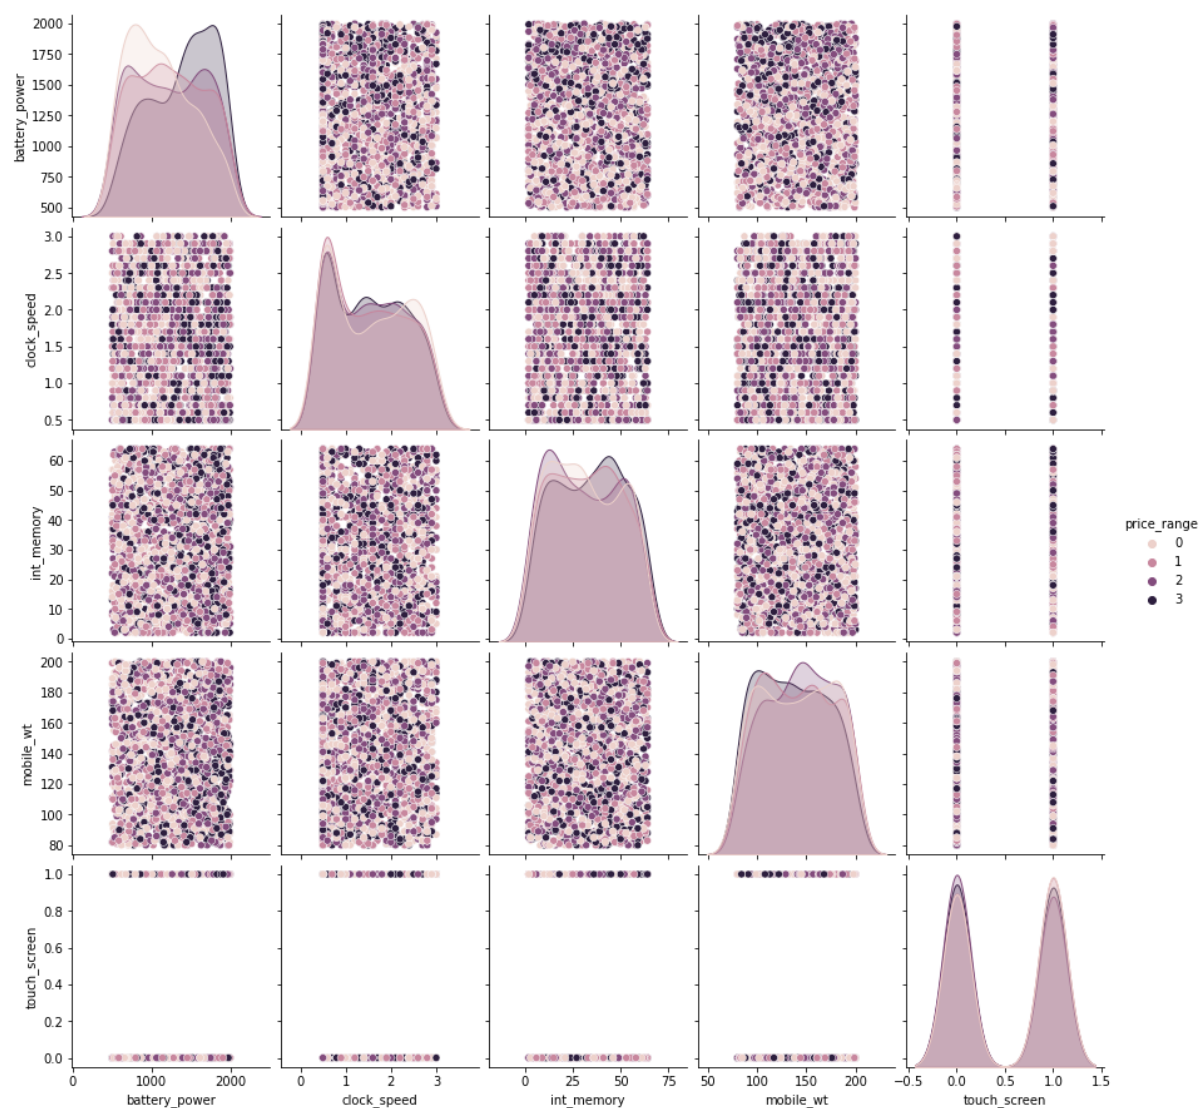 2000
1750
1500
1250
1000
750
500
battery_power
3.0
2.5
2.0
1.5
1.0
0.5
clock_speed
60
50
40
30
20
10
0
int_memory
200
180
160
140
120
100
80
mobile_wt
1.0
0.8
0.6
0.4
0.2
0.0
touch_screen
0 1000 2000
battery_power
0 1 2 3
clock_speed
0 25 50 75
int_memory
50 100 150 200
mobile_wt
−0.5 0.0 0.5 1.0 1.5
touch_screen
price_range
0
1
2
3